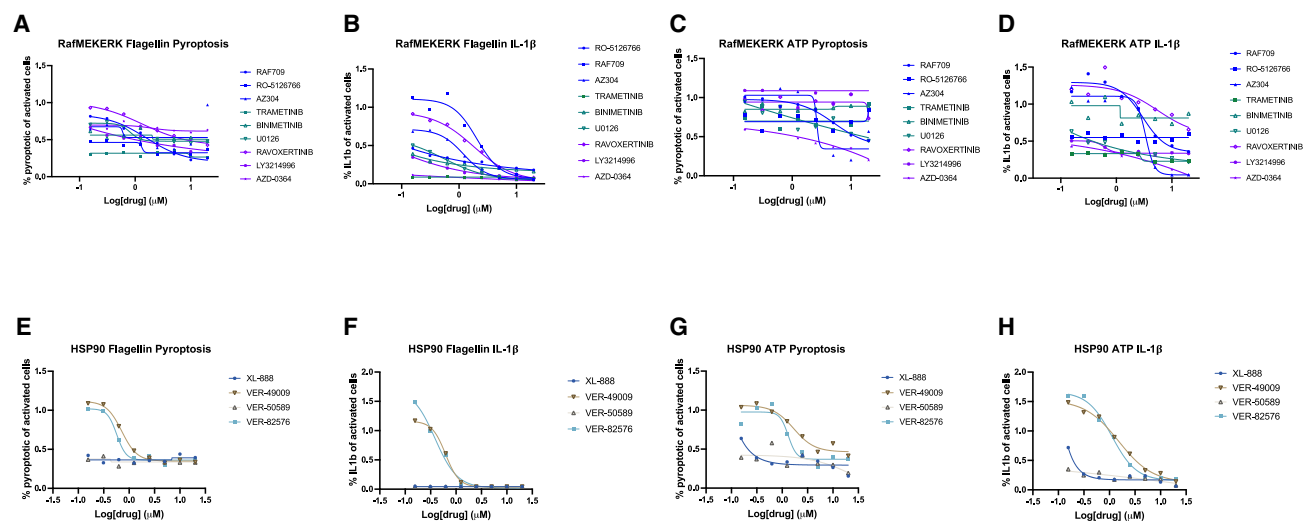 A
RafMEKERK Flagellin Pyroptosis
% pyroptotic of activated cells
1.5
1.0
0.5
0.0
-1
0
1
Log[drug] (μM)
RAF709
RO-5126766
AZ304
TRAMETINIB
BINIMETINIB
U0126
RAVOXERTINIB
LY3214996
AZD-0364
B
RafMEKERK Flagellin IL-1β
% IL1b of activated cells
1.5
1.0
0.5
0.0
-1
0
1
Log[drug] (μM)
RO-5126766
RAF709
AZ304
TRAMETINIB
BINIMETINIB
U0126
RAVOXERTINIB
LY3214996
AZD-0364
C
RafMEKERK ATP Pyroptosis
% pyroptotic of activated cells
1.5
1.0
0.5
0.0
-1
0
1
Log[drug] (μM)
RAF709
RO-5126766
AZ304
TRAMETINIB
BINIMETINIB
U0126
RAVOXERTINIB
LY3214996
AZD-0364
D
RafMEKERK ATP IL-1β
% IL1b of activated cells
1.5
1.0
0.5
0.0
-1
0
1
Log[drug] (μM)
RAF709
RO-5126766
AZ304
TRAMETINIB
BINIMETINIB
U0126
RAVOXERTINIB
LY3214996
AZD-0364
E
HSP90 Flagellin Pyroptosis
% pyroptotic of activated cells
1.5
1.0
0.5
0.0
-1.5 -1.0 -0.5 0.0 0.5 1.0 1.5
Log[drug] (μM)
XL-888
VER-49009
VER-50589
VER-82576
F
HSP90 Flagellin IL-1β
% IL1b of activated cells
2.0
1.5
1.0
0.5
0.0
-1.5 -1.0 -0.5 0.0 0.5 1.0 1.5
Log[drug] (μM)
XL-888
VER-49009
VER-50589
VER-82576
G
HSP90 ATP Pyroptosis
% pyroptotic of activated cells
1.5
1.0
0.5
0.0
-1.5 -1.0 -0.5 0.0 0.5 1.0 1.5
Log[drug] (μM)
XL-888
VER-49009
VER-50589
VER-82576
H
HSP90 ATP IL-1β
% IL1b of activated cells
2.0
1.5
1.0
0.5
0.0
-1.5 -1.0 -0.5 0.0 0.5 1.0 1.5
Log[drug] (μM)
XL-888
VER-49009
VER-50589
VER-82576